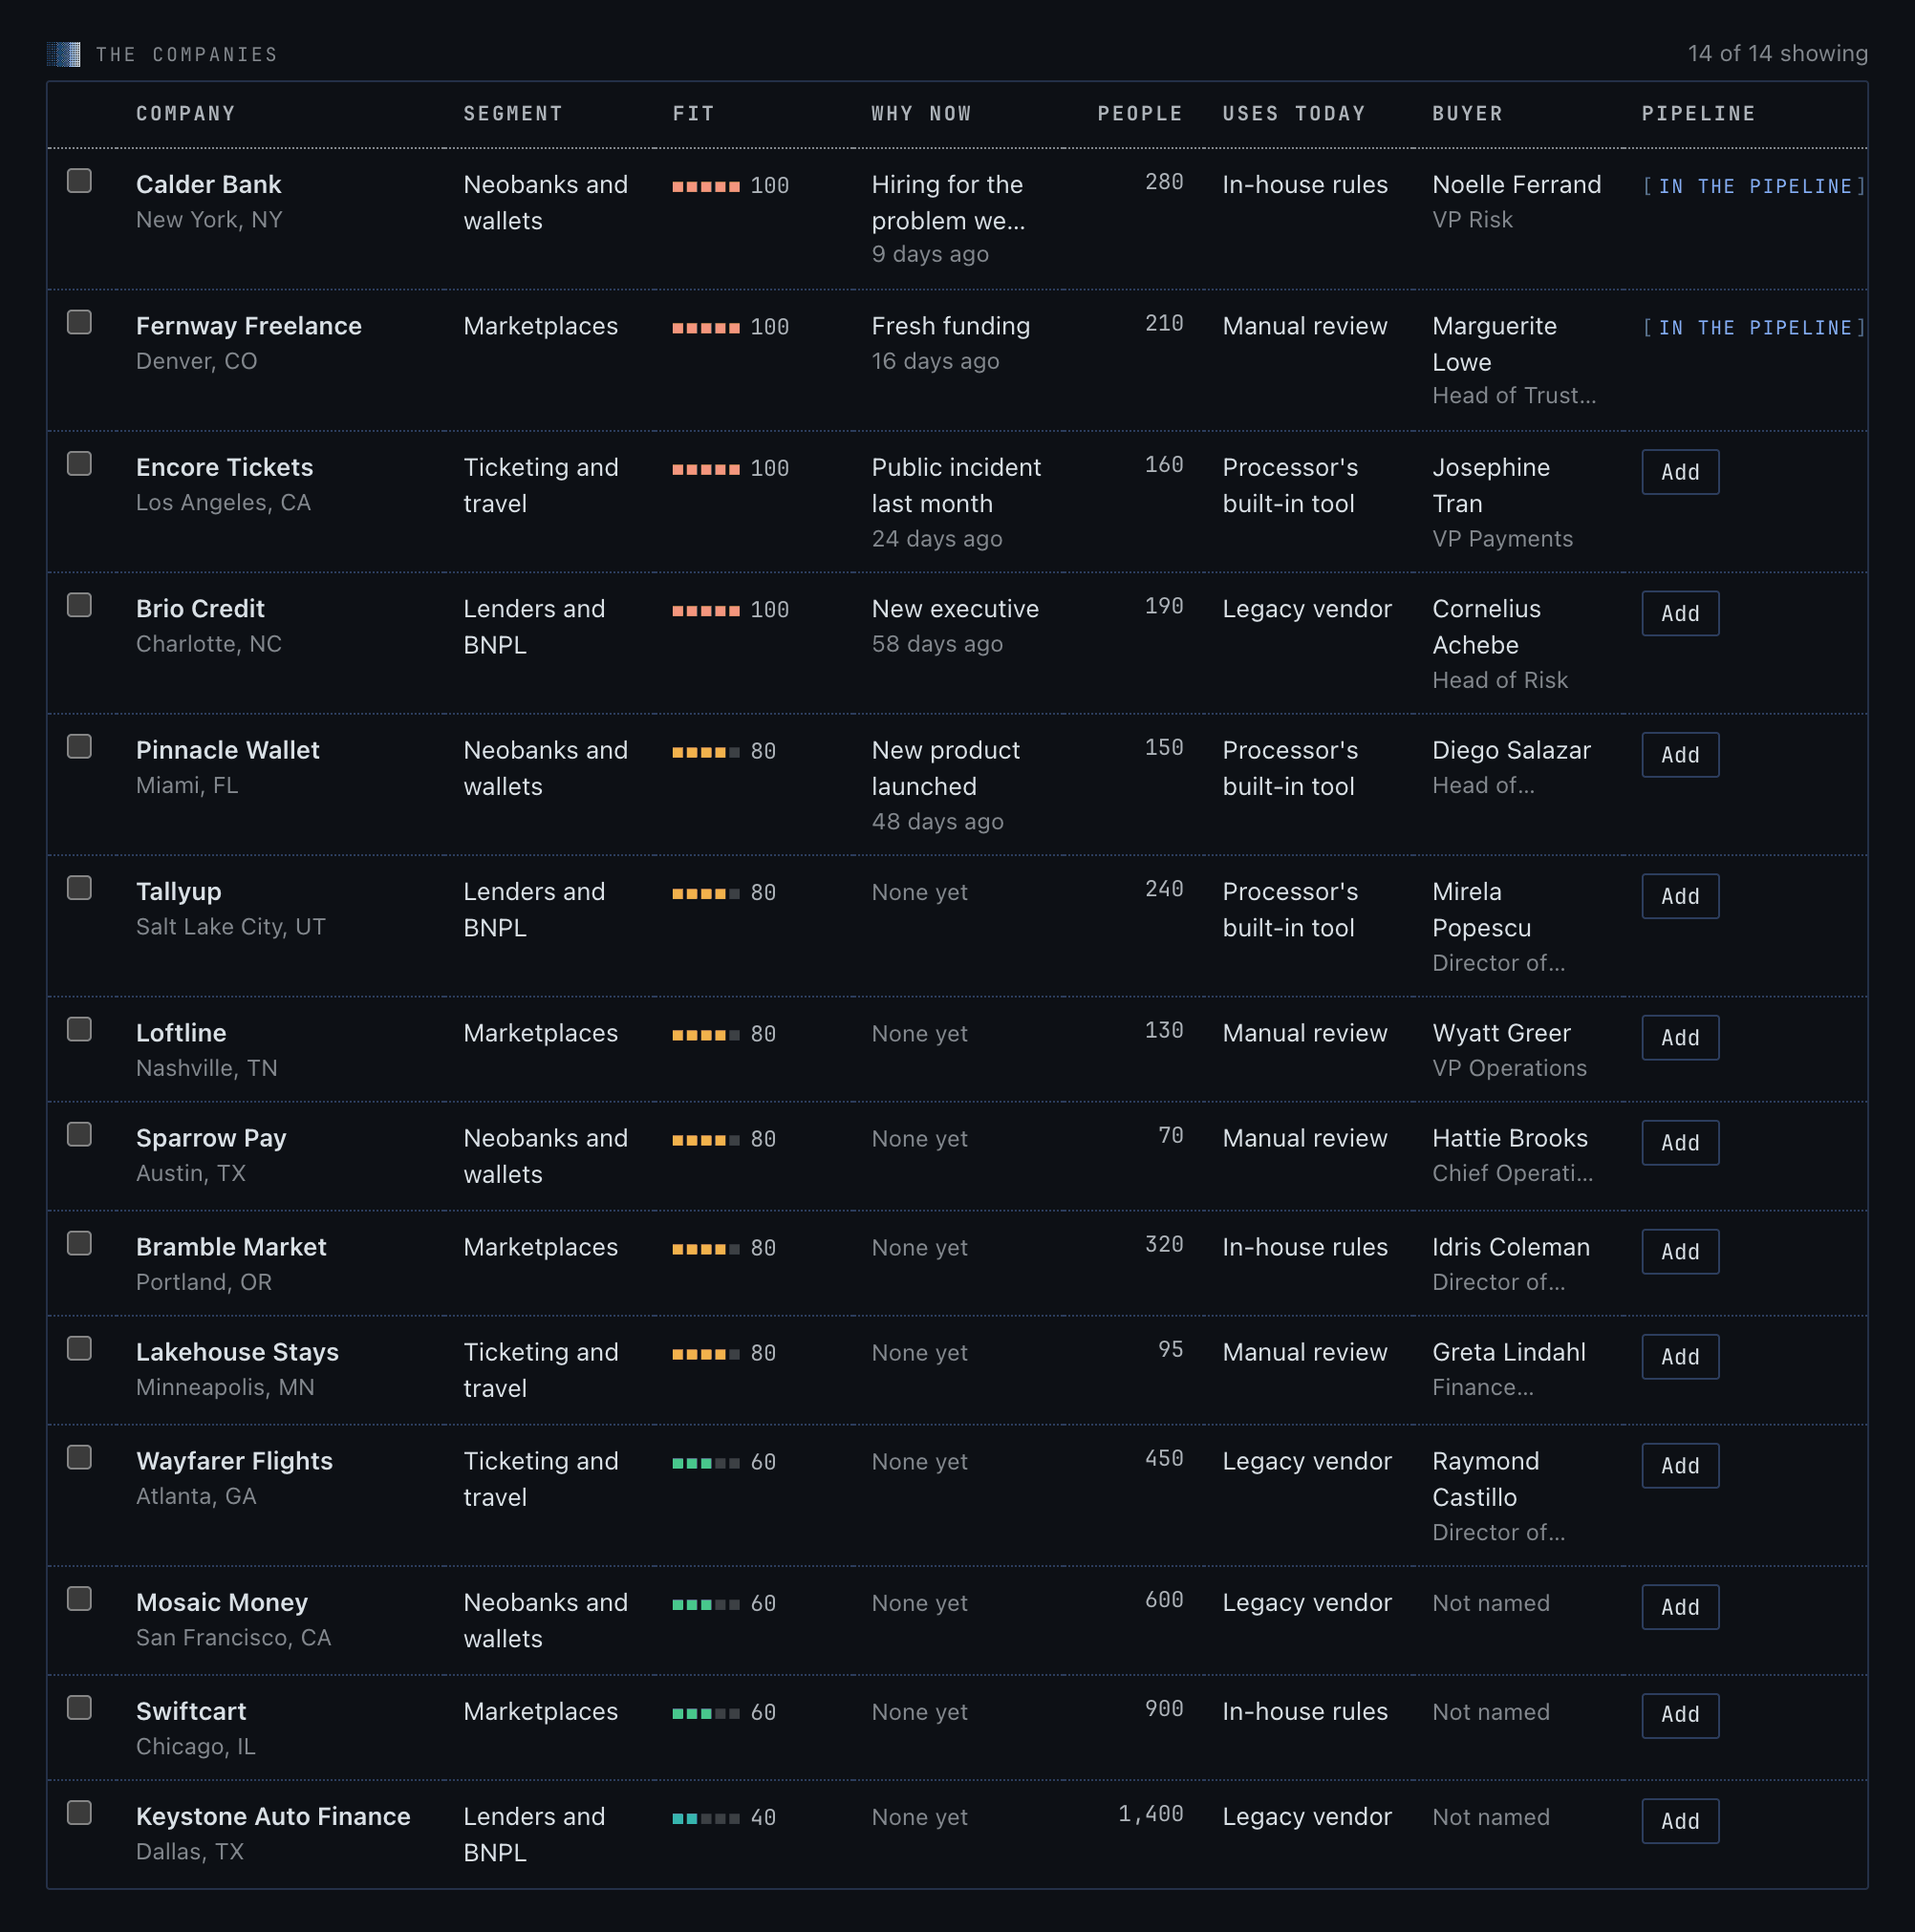 THE COMPANIES
14 of 14 showing
COMPANY SEGMENT FIT WHY NOW PEOPLE USES TODAY BUYER PIPELINE
Calder Bank
New York, NY
Neobanks and
wallets
100
Hiring for the
problem we…
9 days ago
280
In-house rules
Noelle Ferrand
VP Risk
[IN THE PIPELINE]
Fernway Freelance
Denver, CO
Marketplaces
100
Fresh funding
16 days ago
210
Manual review
Marguerite
Lowe
Head of Trust…
[IN THE PIPELINE]
Encore Tickets
Los Angeles, CA
Ticketing and
travel
100
Public incident
last month
24 days ago
160
Processor's
built-in tool
Josephine
Tran
VP Payments
Add
Brio Credit
Charlotte, NC
Lenders and
BNPL
100
New executive
58 days ago
190
Legacy vendor
Cornelius
Achebe
Head of Risk
Add
Pinnacle Wallet
Miami, FL
Neobanks and
wallets
80
New product
launched
48 days ago
150
Processor's
built-in tool
Diego Salazar
Head of…
Add
Tallyup
Salt Lake City, UT
Lenders and
BNPL
80
None yet
240
Processor's
built-in tool
Mirela
Popescu
Director of…
Add
Loftline
Nashville, TN
Marketplaces
80
None yet
130
Manual review
Wyatt Greer
VP Operations
Add
Sparrow Pay
Austin, TX
Neobanks and
wallets
80
None yet
70
Manual review
Hattie Brooks
Chief Operati…
Add
Bramble Market
Portland, OR
Marketplaces
80
None yet
320
In-house rules
Idris Coleman
Director of…
Add
Lakehouse Stays
Minneapolis, MN
Ticketing and
travel
80
None yet
95
Manual review
Greta Lindahl
Finance…
Add
Wayfarer Flights
Atlanta, GA
Ticketing and
travel
60
None yet
450
Legacy vendor
Raymond
Castillo
Director of…
Add
Mosaic Money
San Francisco, CA
Neobanks and
wallets
60
None yet
600
Legacy vendor
Not named
Add
Swiftcart
Chicago, IL
Marketplaces
60
None yet
900
In-house rules
Not named
Add
Keystone Auto Finance
Dallas, TX
Lenders and
BNPL
40
None yet
1,400
Legacy vendor
Not named
Add